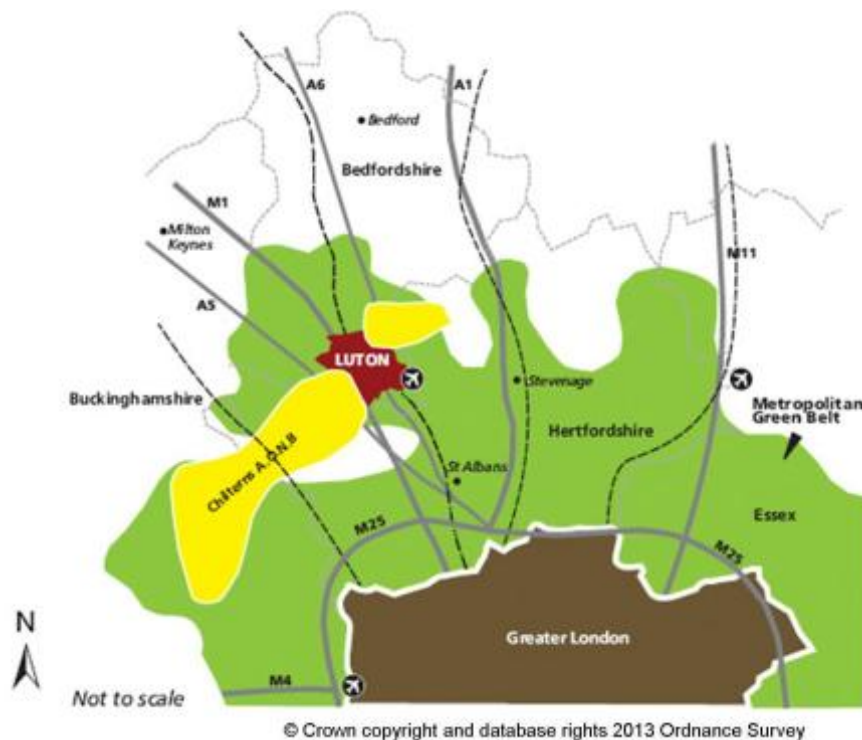 A6
A1
Bedford
Bedfordshire
M1
Milton
Keynes
M11
A5
LUTON
Stevenage
Buckinghamshire
Metropolitan
Green Belt
Hertfordshire
Chilterns A.O.N.B
St Albans
Essex
M25
M25
N
Greater London
M4
Not to scale
© Crown copyright and database rights 2013 Ordnance Survey